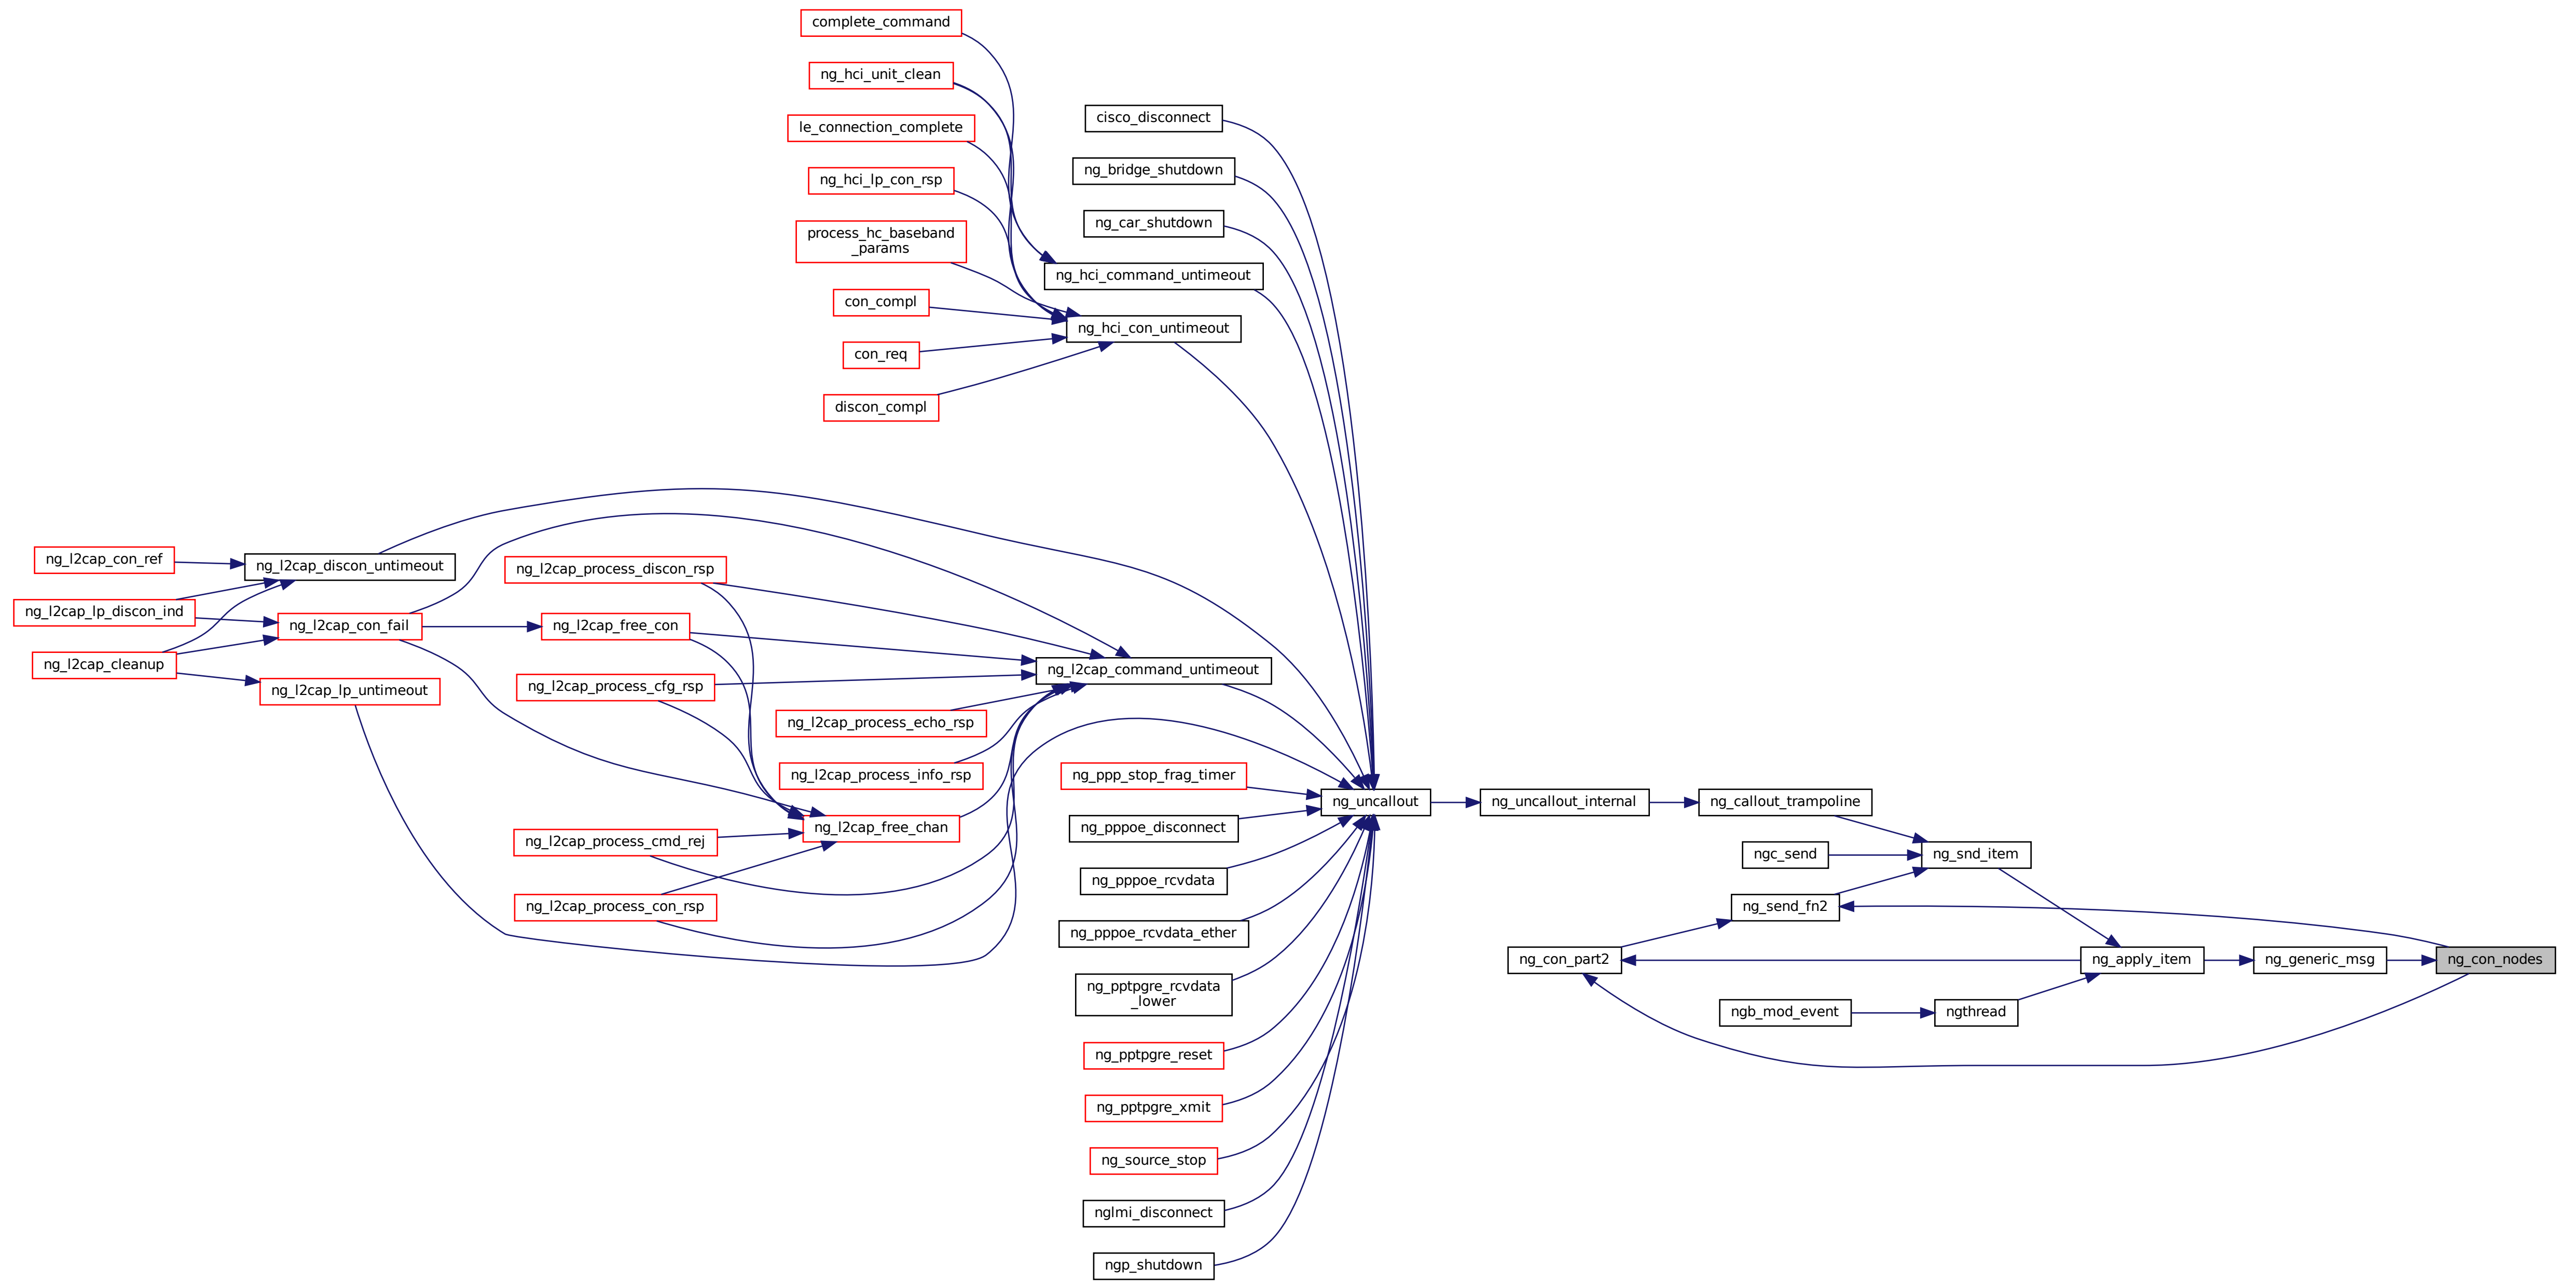 complete_command
ng_hci_unit_clean
le_connection_complete
ng_hci_lp_con_rsp
process_hc_baseband
_params
con_compl
con_req
discon_compl
cisco_disconnect
ng_bridge_shutdown
ng_car_shutdown
ng_hci_command_untimeout
ng_hci_con_untimeout
ng_l2cap_con_ref
ng_l2cap_lp_discon_ind
ng_l2cap_cleanup
ng_l2cap_discon_untimeout
ng_l2cap_con_fail
ng_l2cap_lp_untimeout
ng_l2cap_process_discon_rsp
ng_l2cap_free_con
ng_l2cap_process_cfg_rsp
ng_l2cap_process_cmd_rej
ng_l2cap_process_con_rsp
ng_l2cap_process_echo_rsp
ng_l2cap_process_info_rsp
ng_l2cap_free_chan
ng_l2cap_command_untimeout
ng_ppp_stop_frag_timer
ng_pppoe_disconnect
ng_pppoe_rcvdata
ng_pppoe_rcvdata_ether
ng_pptpgre_rcvdata
_lower
ng_pptpgre_reset
ng_pptpgre_xmit
ng_source_stop
nglmi_disconnect
ngp_shutdown
ng_uncallout
ng_uncallout_internal
ng_callout_trampoline
ngc_send
ng_snd_item
ng_send_fn2
ng_con_part2
ng_apply_item
ng_generic_msg
ng_con_nodes
ngb_mod_event
ngthread